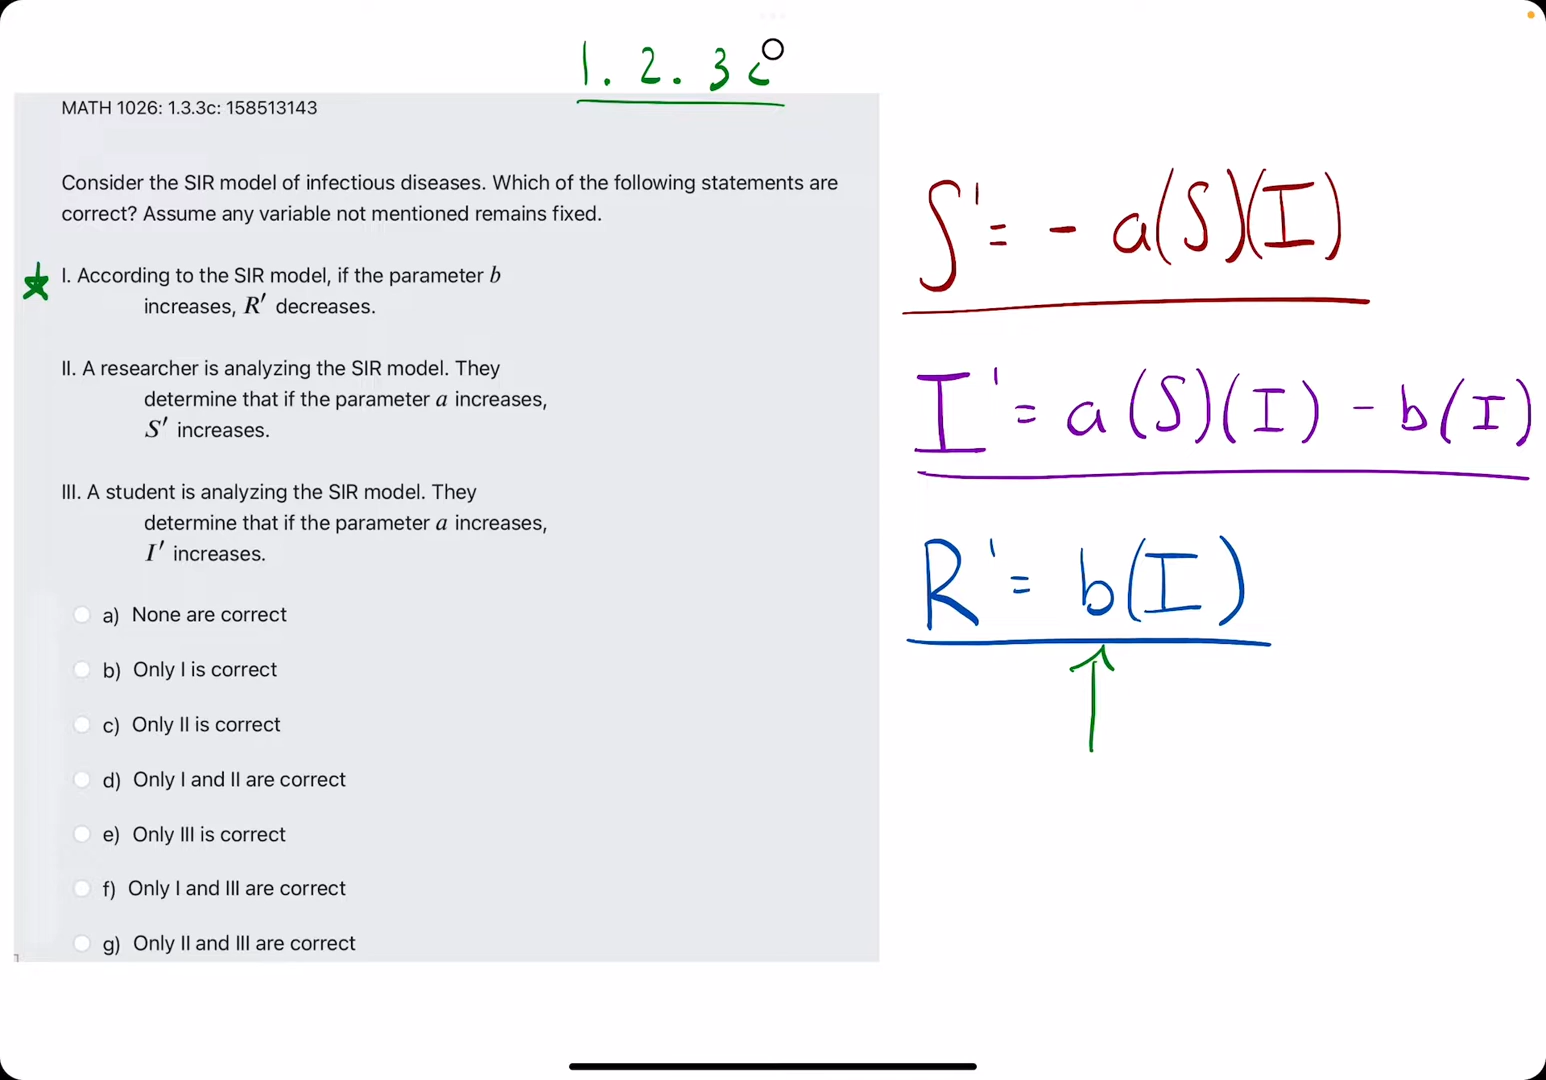 1. 2. 3c
MATH 1026: 1.3.3c: 158513143
Consider the SIR model of infectious diseases. Which of the following statements are
correct? Assume any variable not mentioned remains fixed.
I. According to the SIR model, if the parameter b
increases, R′ decreases.
II. A researcher is analyzing the SIR model. They
determine that if the parameter a increases,
S′ increases.
III. A student is analyzing the SIR model. They
determine that if the parameter a increases,
I′ increases.
a) None are correct
b) Only I is correct
c) Only II is correct
d) Only I and II are correct
e) Only III is correct
f) Only I and III are correct
g) Only II and III are correct
S' = - a(S)(I)
I' = a(S)(I) - b(I)
R' = b(I)